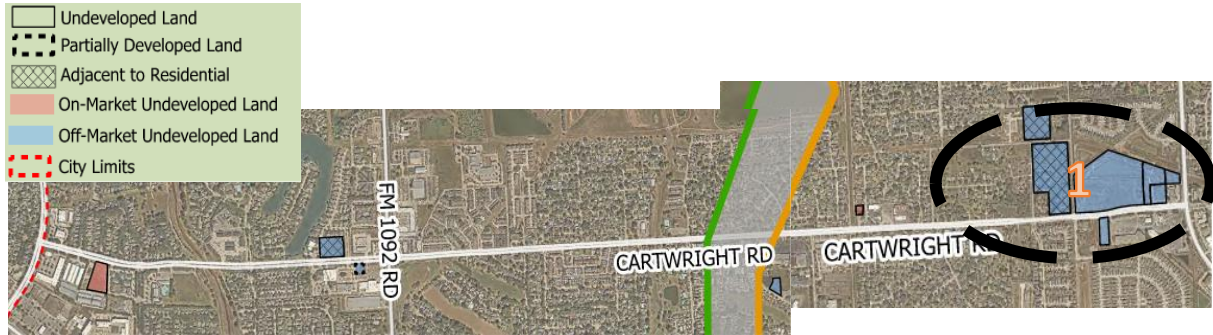 Undeveloped Land
Partially Developed Land
Adjacent to Residential
On-Market Undeveloped Land
Off-Market Undeveloped Land
City Limits
FM 1092 RD
CARTWRIGHT RD
CARTWRIGHT RD
1